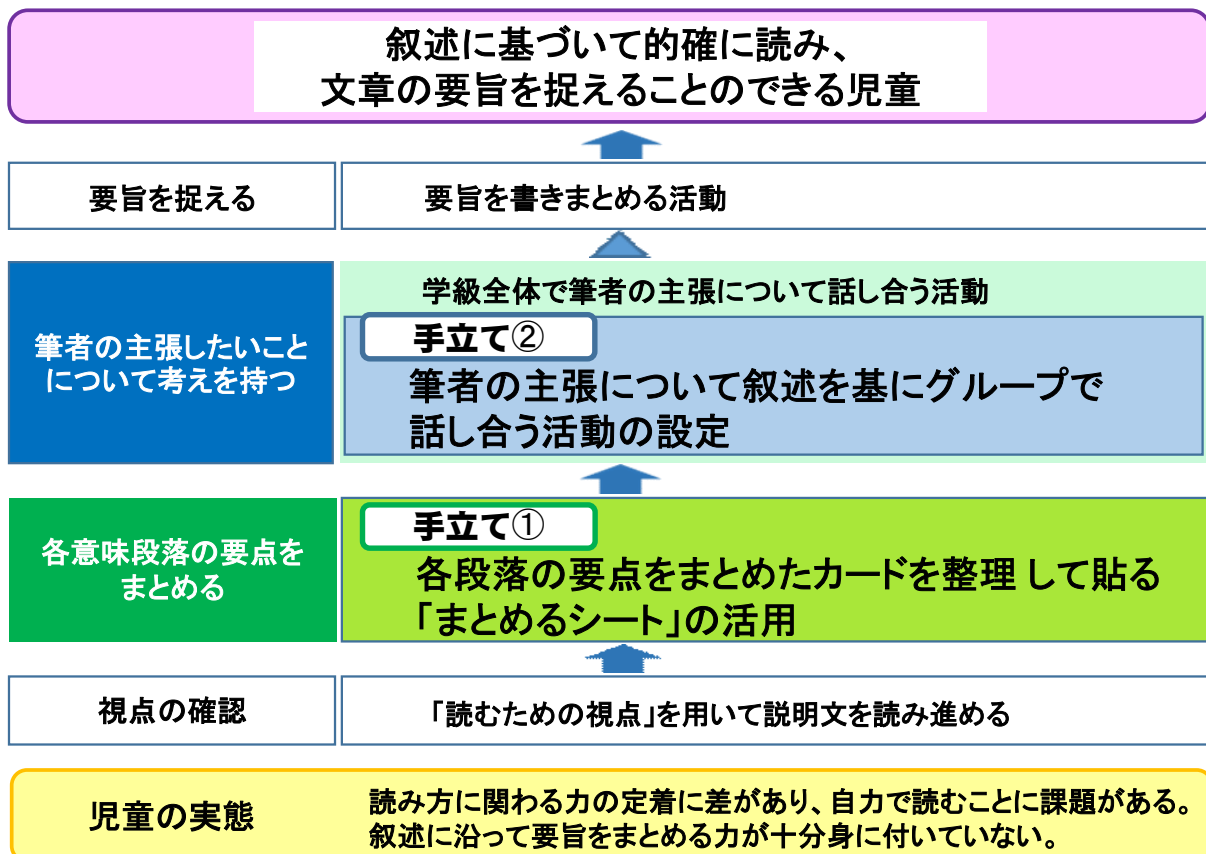 叙述に基づいて的確に読み、
文章の要旨を捉えることのできる児童
要旨を捉える
要旨を書きまとめる活動
筆者の主張したいこと
について考えを持つ
学級全体で筆者の主張について話し合う活動
手立て②
筆者の主張について叙述を基にグループで
話し合う活動の設定
各意味段落の要点を
まとめる
手立て①
各段落の要点をまとめたカードを整理して貼る
「まとめるシート」の活用
視点の確認
「読むための視点」を用いて説明文を読み進める
児童の実態
読み方に関わる力の定着に差があり、自力で読むことに課題がある。
叙述に沿って要旨をまとめる力が十分身に付いていない。